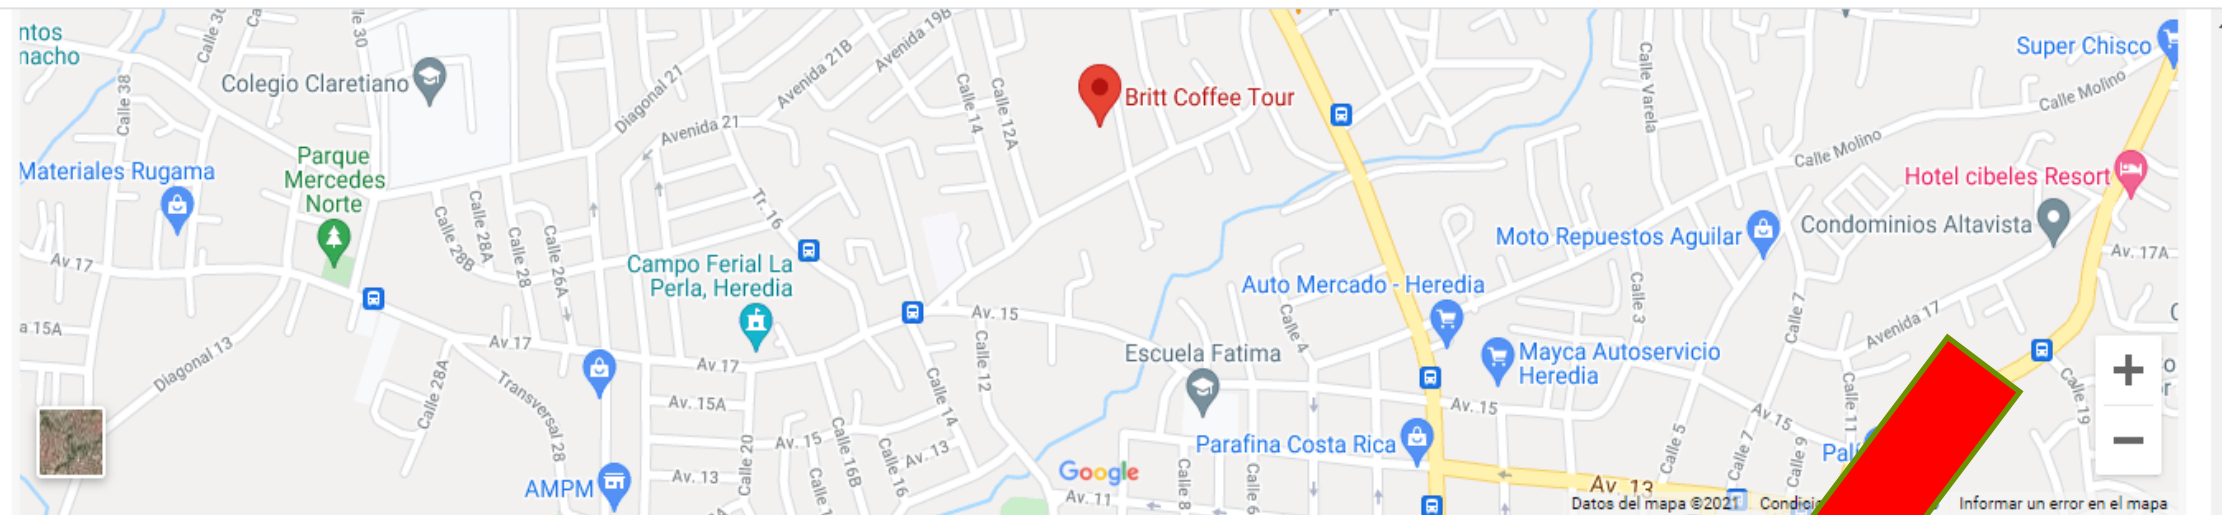 ntos
nacho
Calle 38
Calle 30
Colegio Claretiano
Materiales Rugama
Parque
Mercedes
Norte
Diagonal 21
Avenida 21
Avenida 21B
Avenida 19B
Calle 14
Calle 12A
Britt Coffee Tour
Calle Varela
Super Chisco
Calle Molino
Calle Molino
Hotel cibeles Resort
Condominios Altavista
Moto Repuestos Aguilar
Av. 17A
Av 17
Calle 28B
Calle 28A
Calle 28
Calle 26A
Tr. 16
Campo Ferial La
Perla, Heredia
Auto Mercado - Heredia
Calle 3
Calle 7
Avenida 17
a 15A
Diagonal 13
Av 17
Av 17
Av. 15
Calle 12
Escuela Fatima
Calle 4
Mayca Autoservicio
Heredia
Calle 28A
Transversal 28
Av. 15A
Calle 14
Av. 15
Av. 15
Calle 11
Calle 19
Av. 15
Av. 13
Calle 16B
Calle 16
Calle 20
Av. 13
Parafina Costa Rica
Calle 5
Calle 7
Calle 9
Palí
AMPM
Google
Av. 11
Calle 8
Calle 6
Av. 13
Datos del mapa ©2021
Informar un error en el mapa